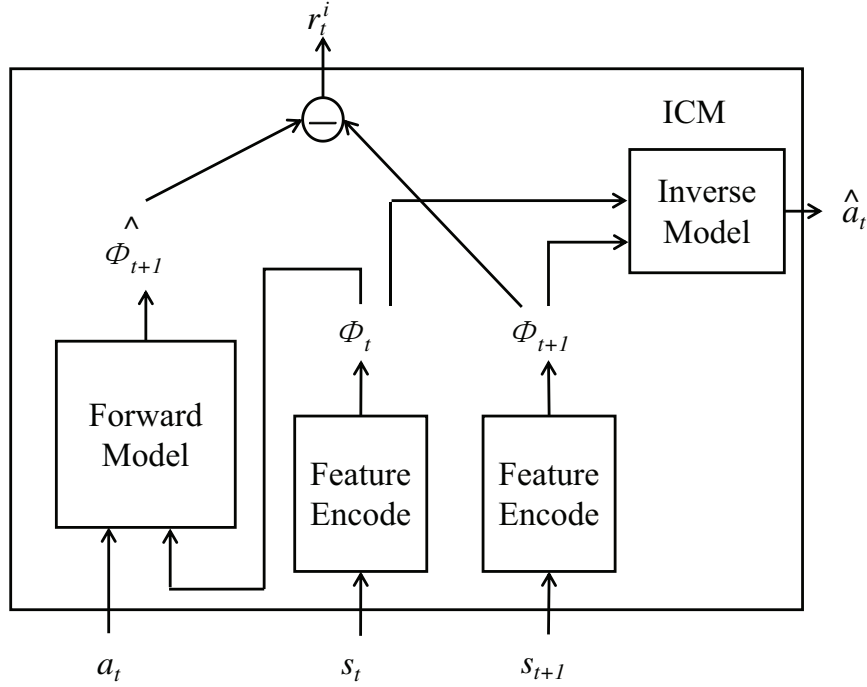 r_t^i
ICM
Inverse
Model
â_t
Φ̂_{t+1}
Φ_t
Φ_{t+1}
Forward
Model
Feature
Encode
Feature
Encode
a_t
s_t
s_{t+1}